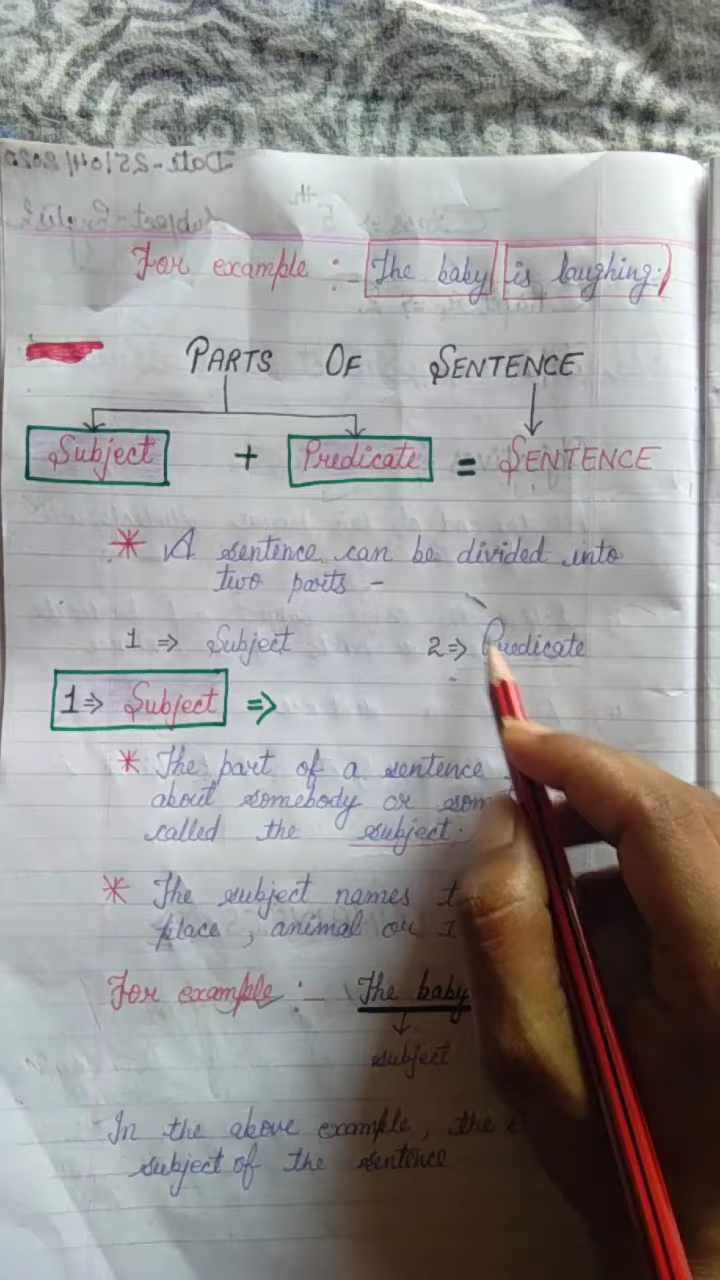 For example :- The baby is laughing.
PARTS OF SENTENCE
Subject + Predicate = SENTENCE
* A sentence can be divided into
two parts -
1 ⇒ Subject 2 ⇒ Predicate
1 ⇒ Subject ⇒
* The part of a sentence
about somebody or som
called the subject.
* The subject names t
place, animal or
For example :- The baby
subject
In the above example, the
subject of the sentence